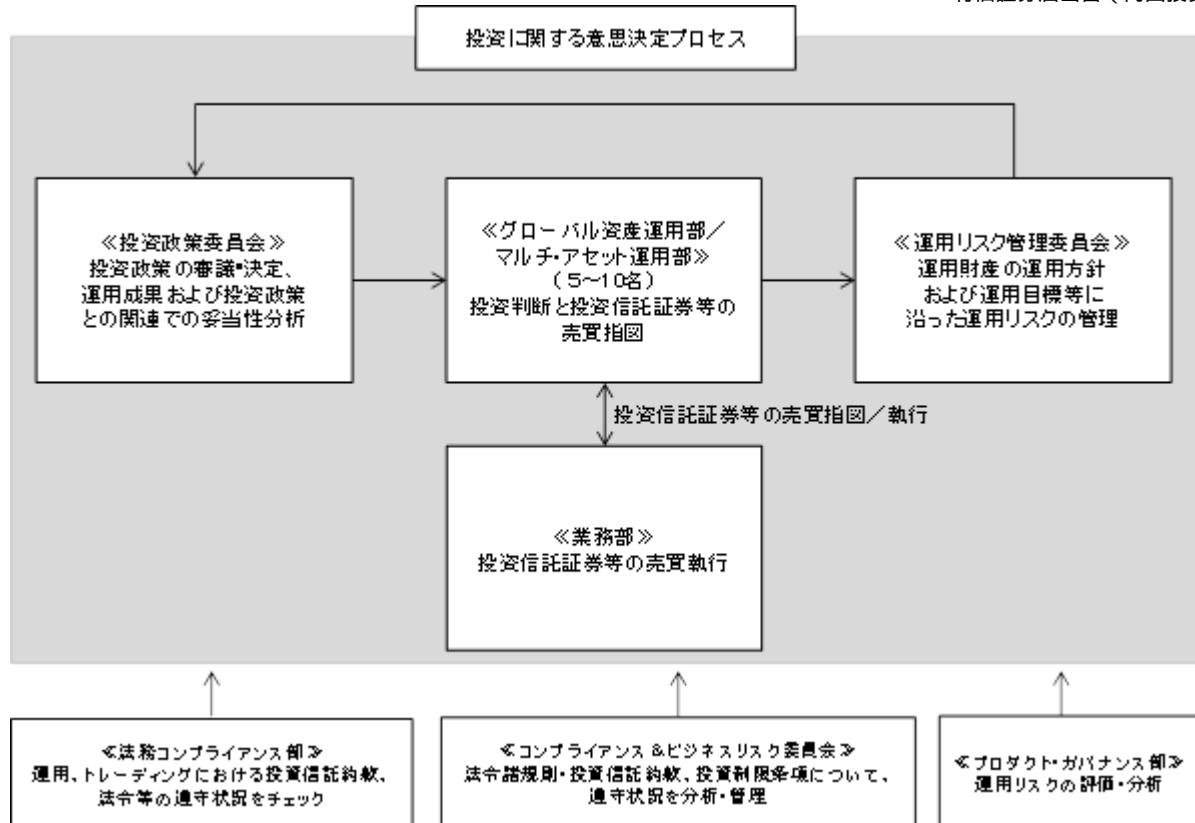 投資に関する意思決定プロセス
≪投資政策委員会≫
投資政策の審議・決定、
運用成果および投資政策
との関連での妥当性分析
≪グローバル資産運用部／
マルチ・アセット運用部≫
（５～１０名）
投資判断と投資信託証券等の
売買指図
≪運用リスク管理委員会≫
運用財産の運用方針
および運用目標等に
沿った運用リスクの管理
投資信託証券等の売買指図／執行
≪業務部≫
投資信託証券等の売買執行
≪法務コンプライアンス部≫
運用、トレーディングにおける投資信託約款、
法令等の遵守状況をチェック
≪コンプライアンス＆ビジネスリスク委員会≫
法令諸規則・投資信託約款、投資制限条項について、
遵守状況を分析・管理
≪プロダクト・ガバナンス部≫
運用リスクの評価・分析